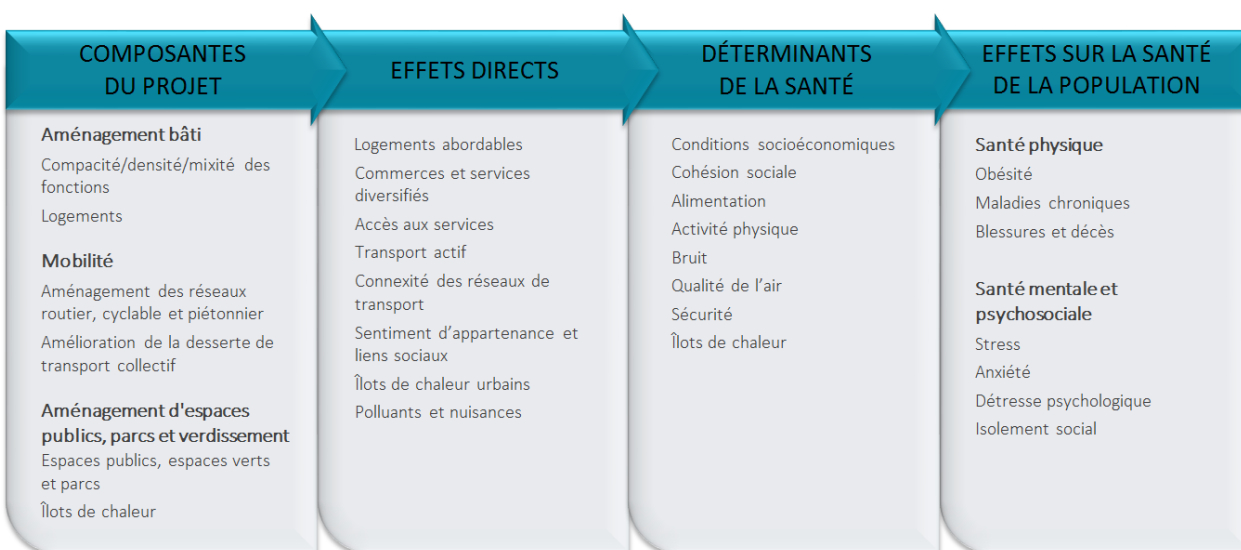 COMPOSANTES
DU PROJET
Aménagement bâti
Compacité/densité/mixité des
fonctions
Logements
Mobilité
Aménagement des réseaux
routier, cyclable et piétonnier
Amélioration de la desserte de
transport collectif
Aménagement d'espaces
publics, parcs et verdissement
Espaces publics, espaces verts
et parcs
Îlots de chaleur
EFFETS DIRECTS
Logements abordables
Commerces et services
diversifiés
Accès aux services
Transport actif
Connexité des réseaux de
transport
Sentiment d’appartenance et
liens sociaux
Îlots de chaleur urbains
Polluants et nuisances
DÉTERMINANTS
DE LA SANTÉ
Conditions socioéconomiques
Cohésion sociale
Alimentation
Activité physique
Bruit
Qualité de l’air
Sécurité
Îlots de chaleur
EFFETS SUR LA SANTÉ
DE LA POPULATION
Santé physique
Obésité
Maladies chroniques
Blessures et décès
Santé mentale et
psychosociale
Stress
Anxiété
Détresse psychologique
Isolement social